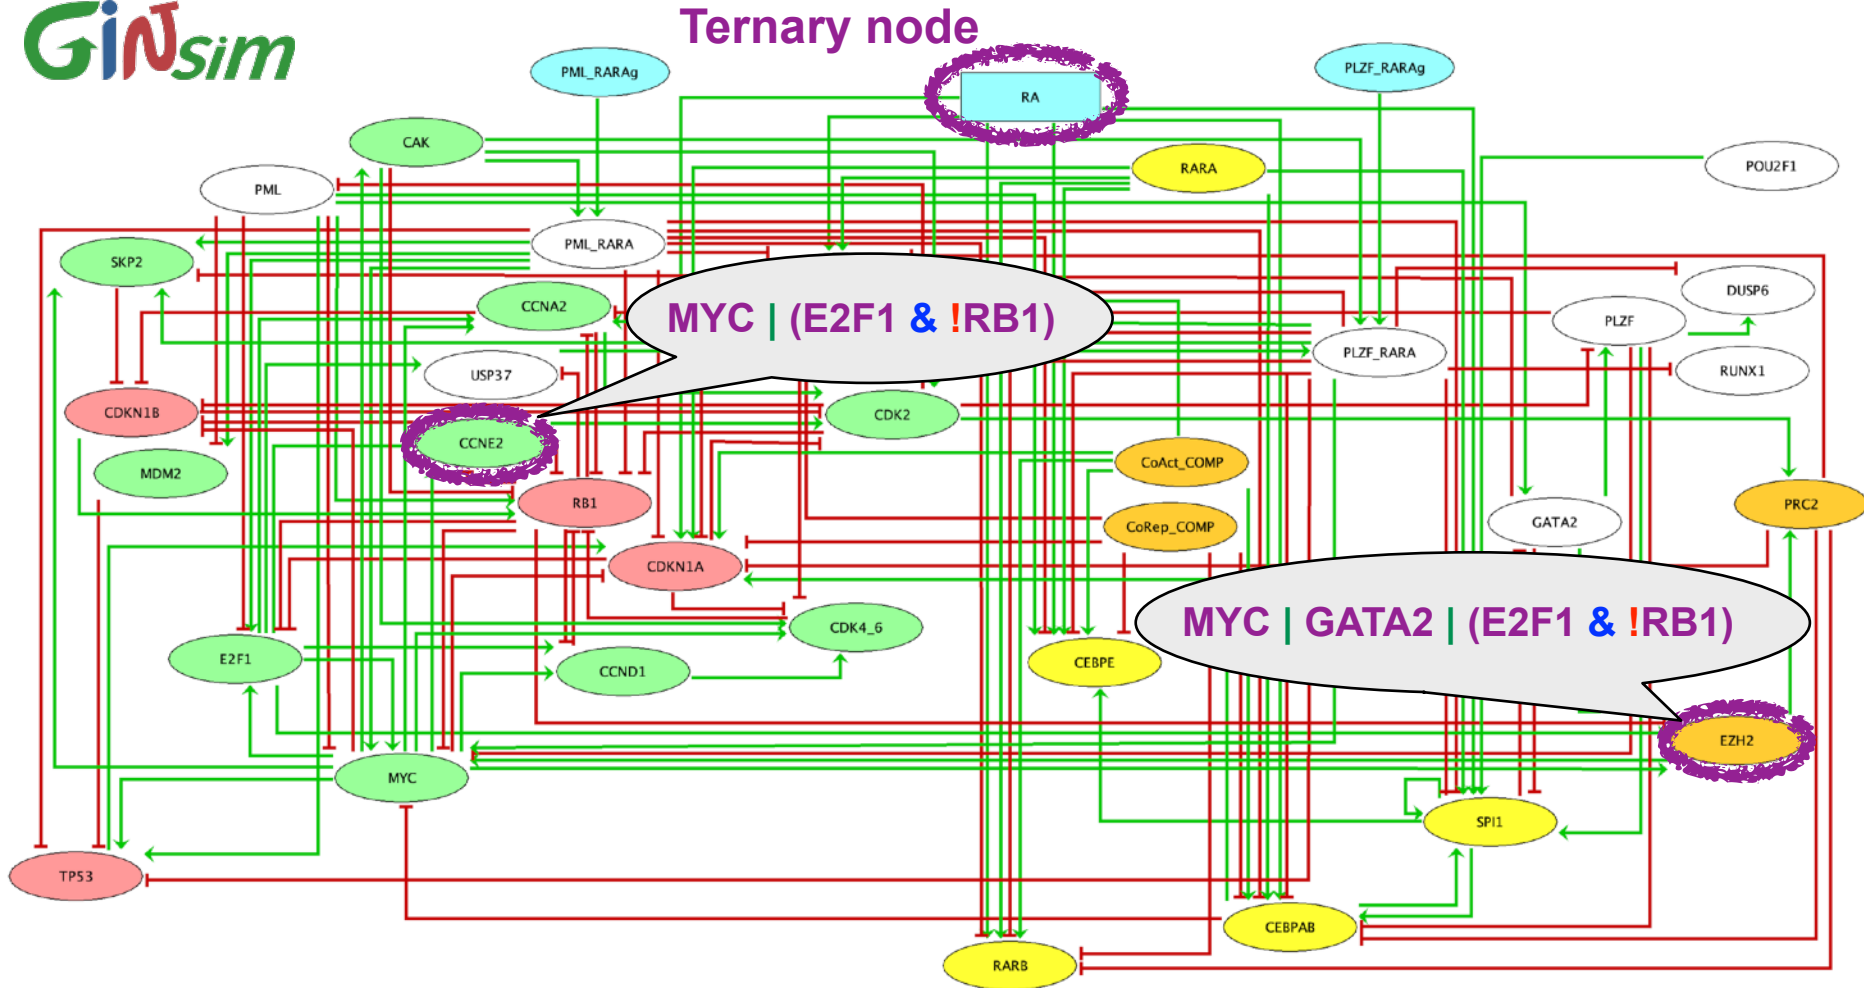 GINsim
Ternary node
PML_RARAg
RA
PLZF_RARAg
CAK
RARA
POU2F1
PML
PML_RARA
SKP2
DUSP6
CCNA2
MYC | (E2F1 & !RB1)
PLZF
PLZF_RARA
USP37
RUNX1
CDKN1B
CDK2
CCNE2
MDM2
CoAct_COMP
RB1
PRC2
CoRep_COMP
GATA2
CDKN1A
MYC | GATA2 | (E2F1 & !RB1)
CDK4_6
E2F1
CCND1
CEBPE
EZH2
MYC
SPI1
TP53
CEBPAB
RARB